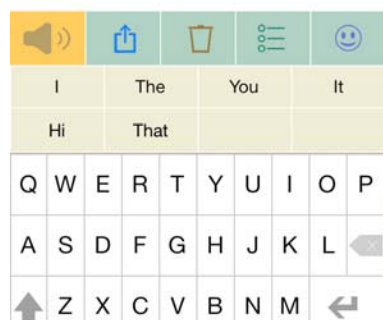 I The You It
Hi That
Q W E R T Y U I O P
A S D F G H J K L
Z X C V B N M